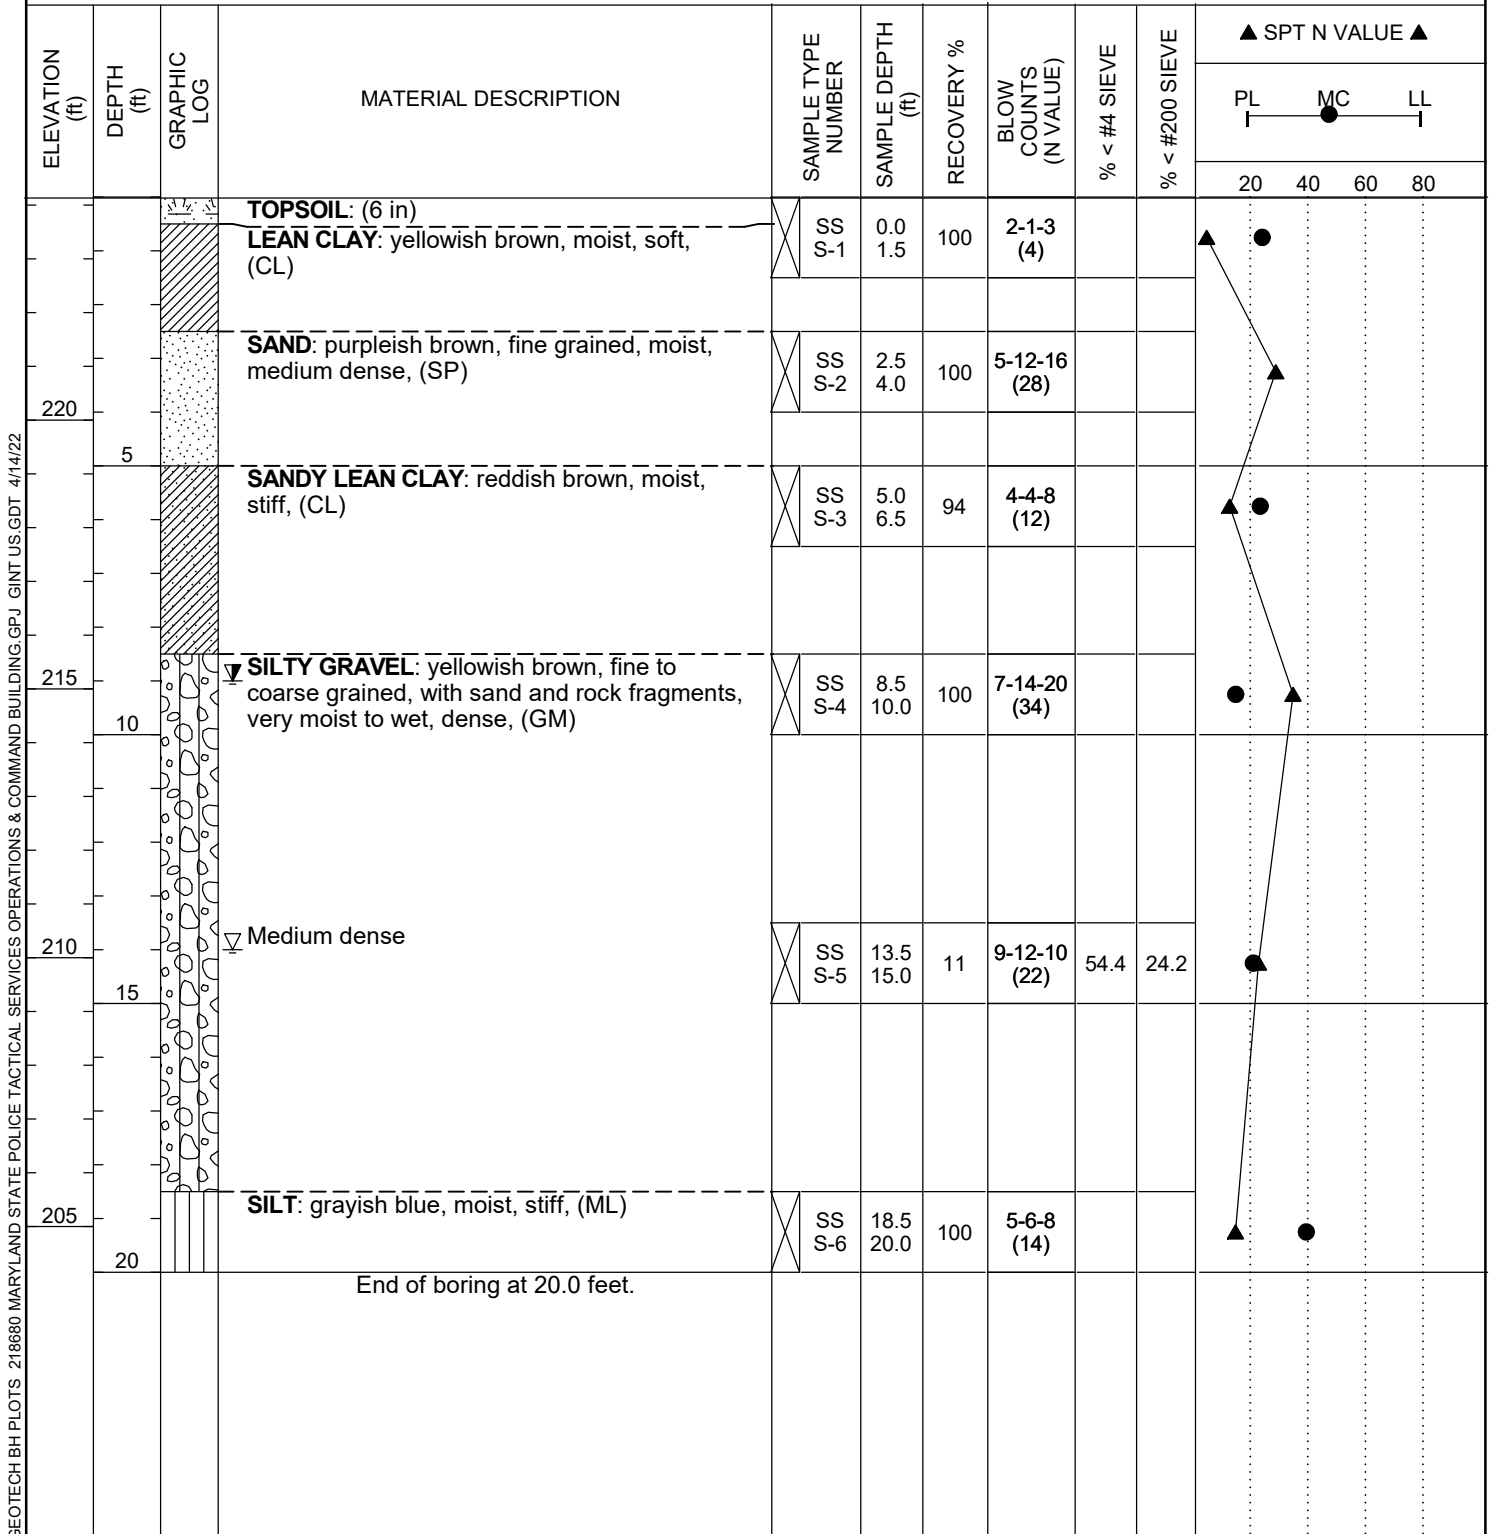 ELEVATION (ft)
DEPTH (ft)
GRAPHIC LOG
MATERIAL DESCRIPTION
SAMPLE TYPE NUMBER
SAMPLE DEPTH (ft)
RECOVERY %
BLOW COUNTS (N VALUE)
% < #4 SIEVE
% < #200 SIEVE
▲ SPT N VALUE ▲
PL MC LL
20 40 60 80
TOPSOIL: (6 in)
LEAN CLAY: yellowish brown, moist, soft,
(CL)
SS 0.0 100 2-1-3
S-1 1.5 (4)
SAND: purpleish brown, fine grained, moist,
medium dense, (SP)
SS 2.5 100 5-12-16
S-2 4.0 (28)
220
5
SANDY LEAN CLAY: reddish brown, moist,
stiff, (CL)
SS 5.0 94 4-4-8
S-3 6.5 (12)
SILTY GRAVEL: yellowish brown, fine to
coarse grained, with sand and rock fragments,
very moist to wet, dense, (GM)
215
SS 8.5 100 7-14-20
S-4 10.0 (34)
10
Medium dense
210
SS 13.5 11 9-12-10 54.4 24.2
S-5 15.0 (22)
15
SILT: grayish blue, moist, stiff, (ML)
205
SS 18.5 100 5-6-8
S-6 20.0 (14)
20
End of boring at 20.0 feet.
GEOTECH BH PLOTS 218680 MARYLAND STATE POLICE TACTICAL SERVICES OPERATIONS & COMMAND BUILDING.GPJ GINT US.GDT 4/14/22